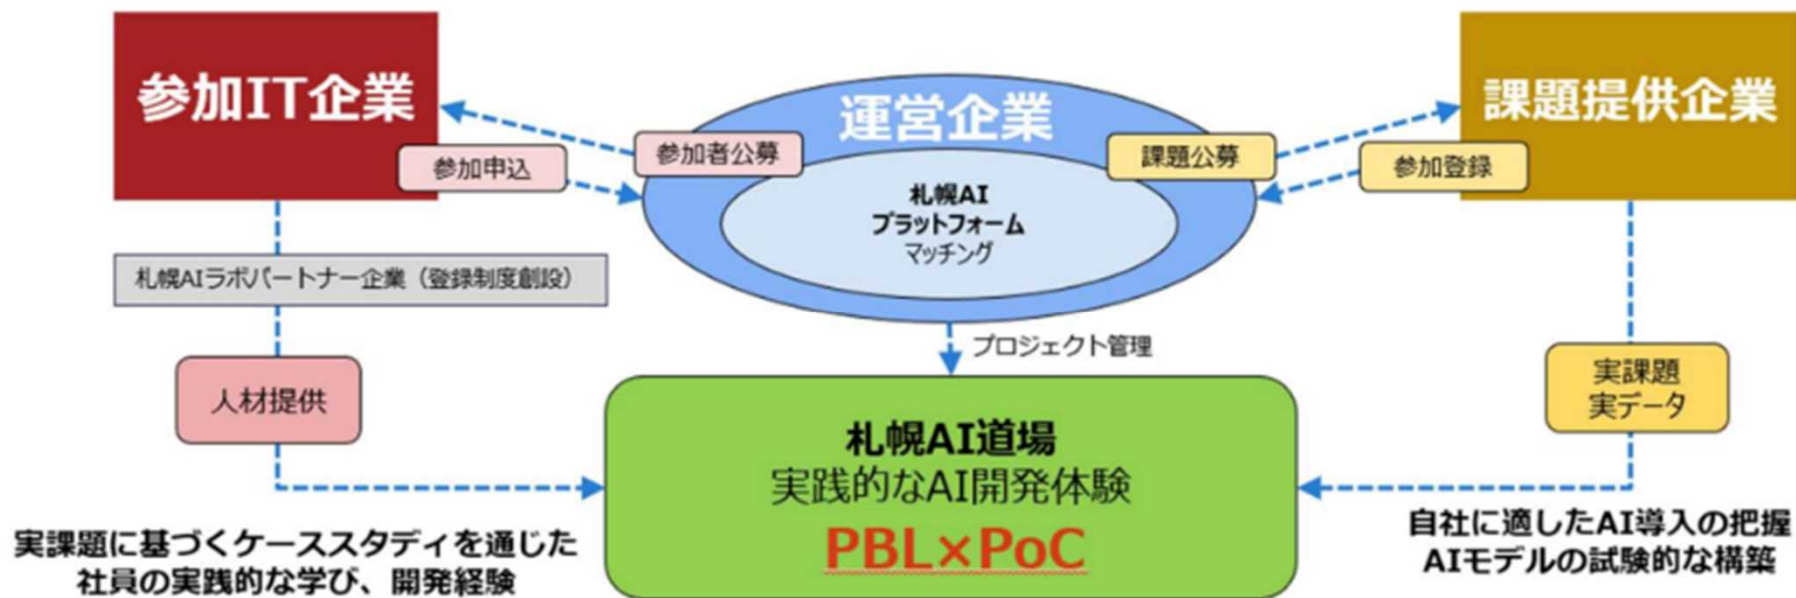 参加IT企業
運営企業
課題提供企業
参加者公募
課題公募
参加申込
参加登録
札幌AI
プラットフォーム
マッチング
札幌AIラボパートナー企業（登録制度創設）
プロジェクト管理
人材提供
実課題
実データ
札幌AI道場
実践的なAI開発体験
PBL×PoC
実課題に基づくケーススタディを通じた
社員の実践的な学び、開発経験
自社に適したAI導入の把握
AIモデルの試験的な構築